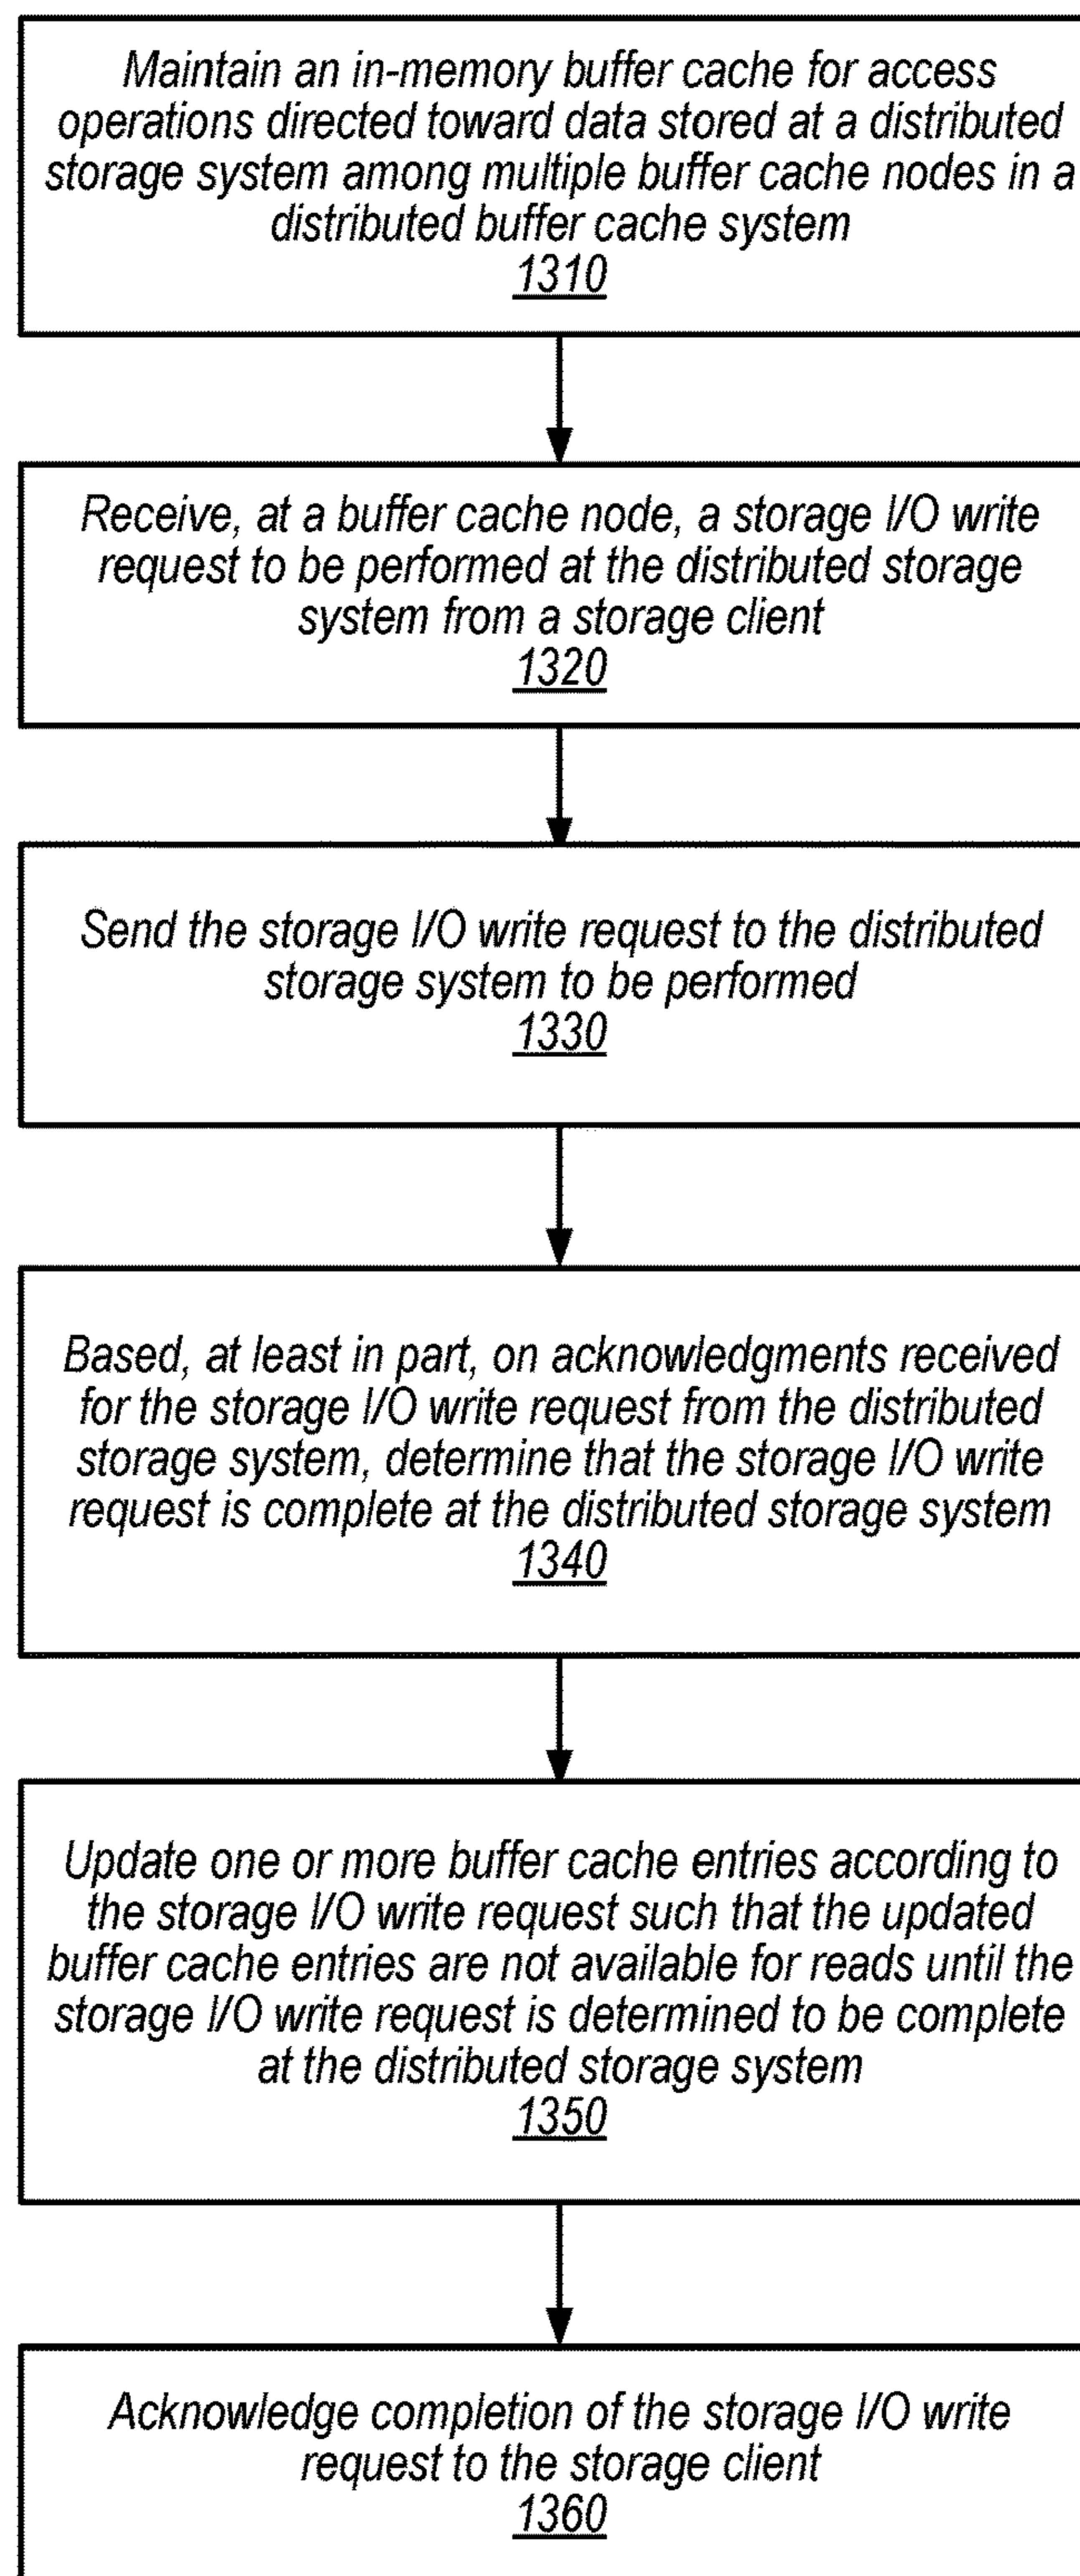 Maintain an in-memory buffer cache for access
operations directed toward data stored at a distributed
storage system among multiple buffer cache nodes in a
distributed buffer cache system
1310
Receive, at a buffer cache node, a storage I/O write
request to be performed at the distributed storage
system from a storage client
1320
Send the storage I/O write request to the distributed
storage system to be performed
1330
Based, at least in part, on acknowledgments received
for the storage I/O write request from the distributed
storage system, determine that the storage I/O write
request is complete at the distributed storage system
1340
Update one or more buffer cache entries according to
the storage I/O write request such that the updated
buffer cache entries are not available for reads until the
storage I/O write request is determined to be complete
at the distributed storage system
1350
Acknowledge completion of the storage I/O write
request to the storage client
1360